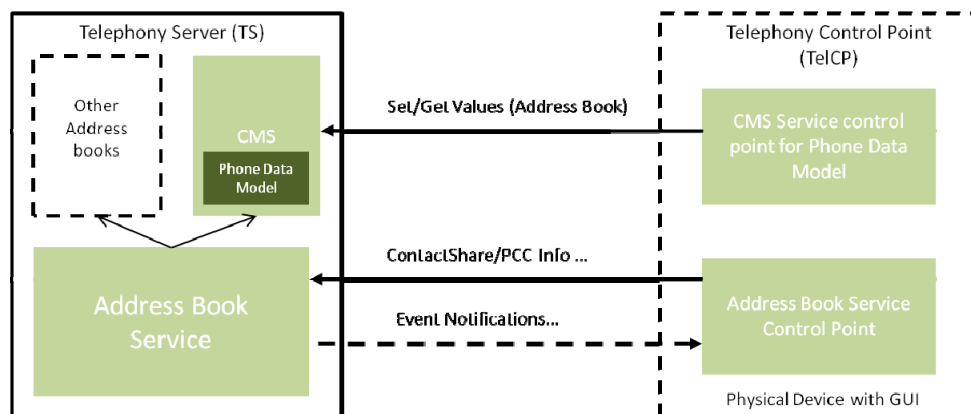 Telephony Server (TS)
Other
Address
books
CMS
Phone Data
Model
Address Book
Service
Set/Get Values (Address Book)
ContactShare/PCC Info ...
Event Notifications...
Telephony Control Point
(TelCP)
CMS Service control
point for Phone Data
Model
Address Book Service
Control Point
Physical Device with GUI